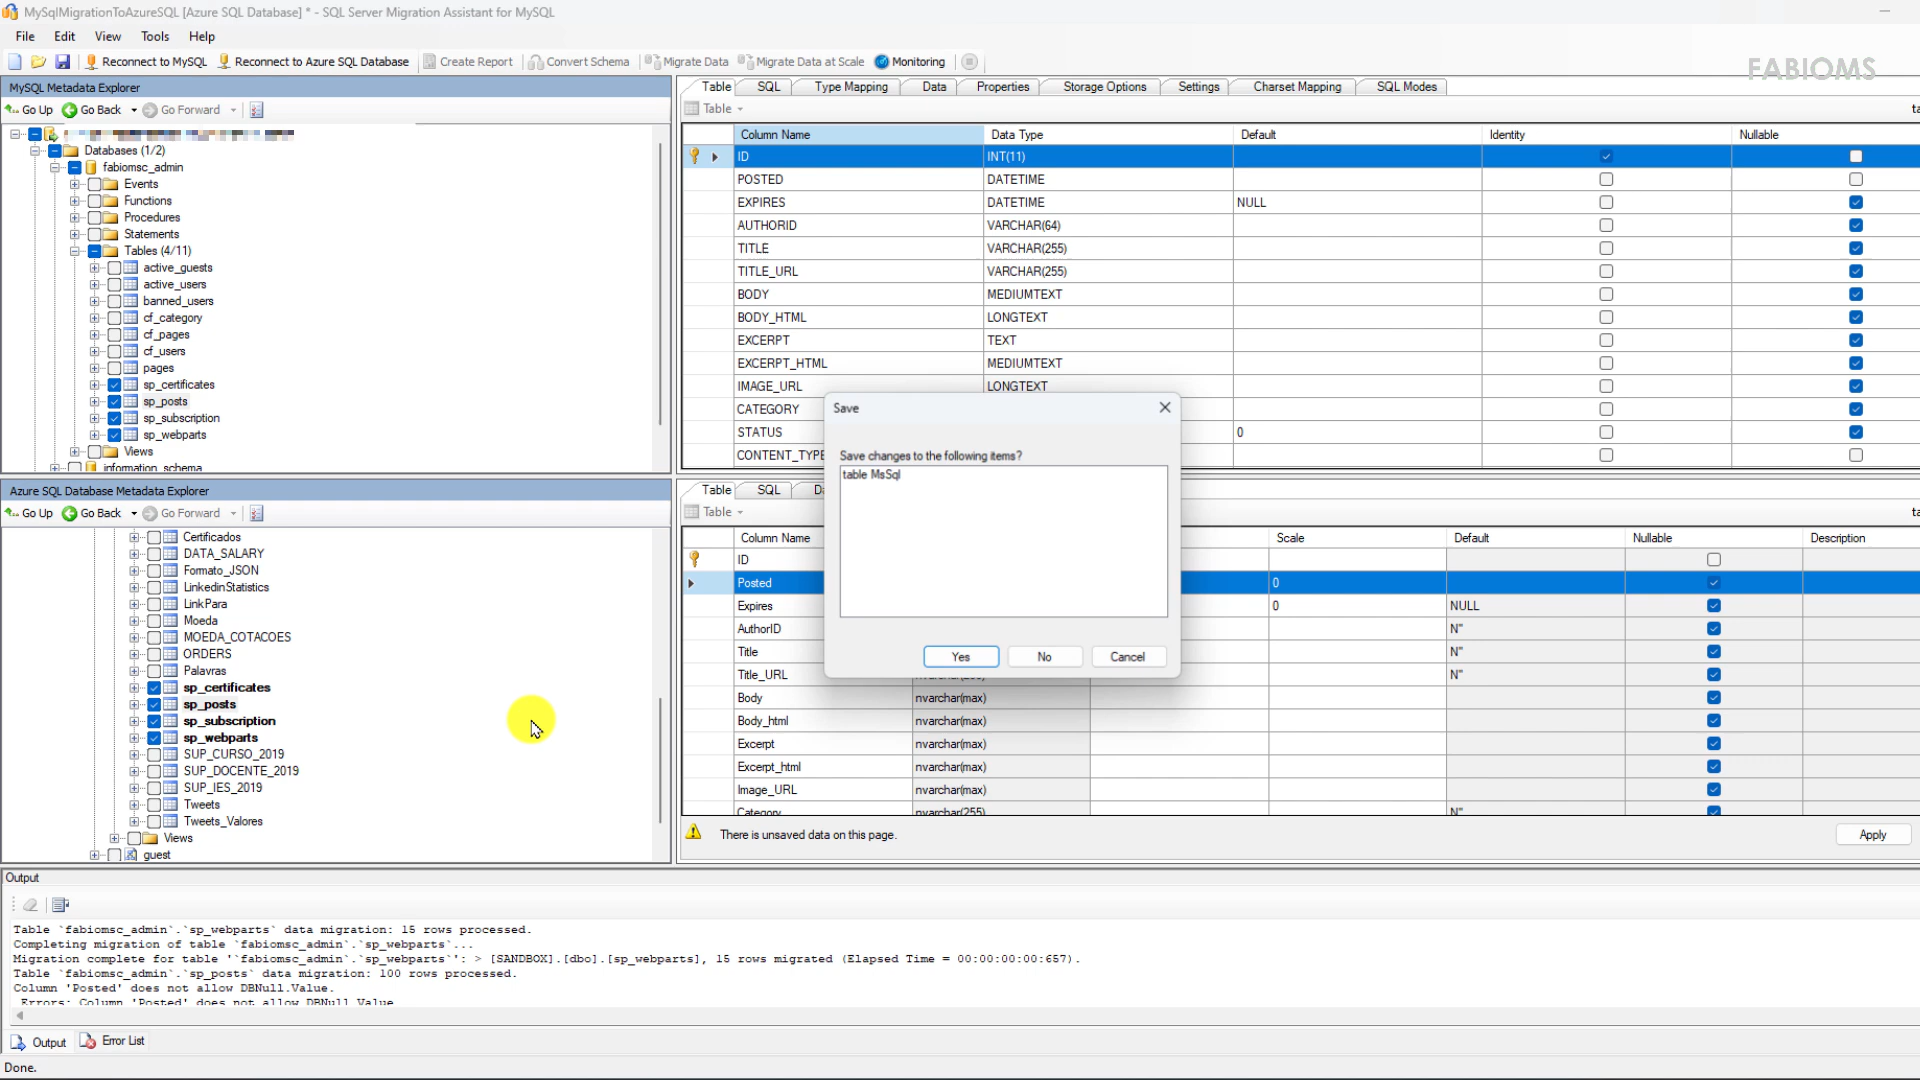 MySqlMigrationToAzureSQL [Azure SQL Database] * - SQL Server Migration Assistant for MySQL
File Edit View Tools Help
Reconnect to MySQL Reconnect to Azure SQL Database Create Report Convert Schema Migrate Data Migrate Data at Scale Monitoring
FABIOMS
MySQL Metadata Explorer
Go Up Go Back Go Forward
Databases (1/2)
fabiomsc_admin
Events
Functions
Procedures
Statements
Tables (4/11)
active_guests
active_users
banned_users
cf_category
cf_pages
cf_users
pages
sp_certificates
sp_posts
sp_subscription
sp_webparts
Views
information_schema
Table SQL Type Mapping Data Properties Storage Options Settings Charset Mapping SQL Modes
Table ta
Column Name Data Type Default Identity Nullable
ID INT(11)
POSTED DATETIME
EXPIRES DATETIME NULL
AUTHORID VARCHAR(64)
TITLE VARCHAR(255)
TITLE_URL VARCHAR(255)
BODY MEDIUMTEXT
BODY_HTML LONGTEXT
EXCERPT TEXT
EXCERPT_HTML MEDIUMTEXT
IMAGE_URL LONGTEXT
CATEGORY
STATUS 0
CONTENT_TYPE
Save
Save changes to the following items?
table MsSql
Yes No Cancel
Azure SQL Database Metadata Explorer
Go Up Go Back Go Forward
Certificados
DATA_SALARY
Formato_JSON
LinkedinStatistics
LinkPara
Moeda
MOEDA_COTACOES
ORDERS
Palavras
sp_certificates
sp_posts
sp_subscription
sp_webparts
SUP_CURSO_2019
SUP_DOCENTE_2019
SUP_IES_2019
Tweets
Tweets_Valores
Views
guest
Table SQL D
Table ta
Column Name Scale Default Nullable Description
ID
Posted 0
Expires 0 NULL
AuthorID N''
Title N''
Title_URL N''
Body nvarchar(max)
Body_html nvarchar(max)
Excerpt nvarchar(max)
Excerpt_html nvarchar(max)
Image_URL nvarchar(max)
Category nvarchar(255) N''
There is unsaved data on this page.
Apply
Output
Table `fabiomsc_admin`.`sp_webparts` data migration: 15 rows processed.
Completing migration of table `fabiomsc_admin`.`sp_webparts`...
Migration complete for table '`fabiomsc_admin`.`sp_webparts`': > [SANDBOX].[dbo].[sp_webparts], 15 rows migrated (Elapsed Time = 00:00:00:00:657).
Table `fabiomsc_admin`.`sp_posts` data migration: 100 rows processed.
Column 'Posted' does not allow DBNull.Value.
Errors: Column 'Posted' does not allow DBNull.Value
Output Error List
Done.